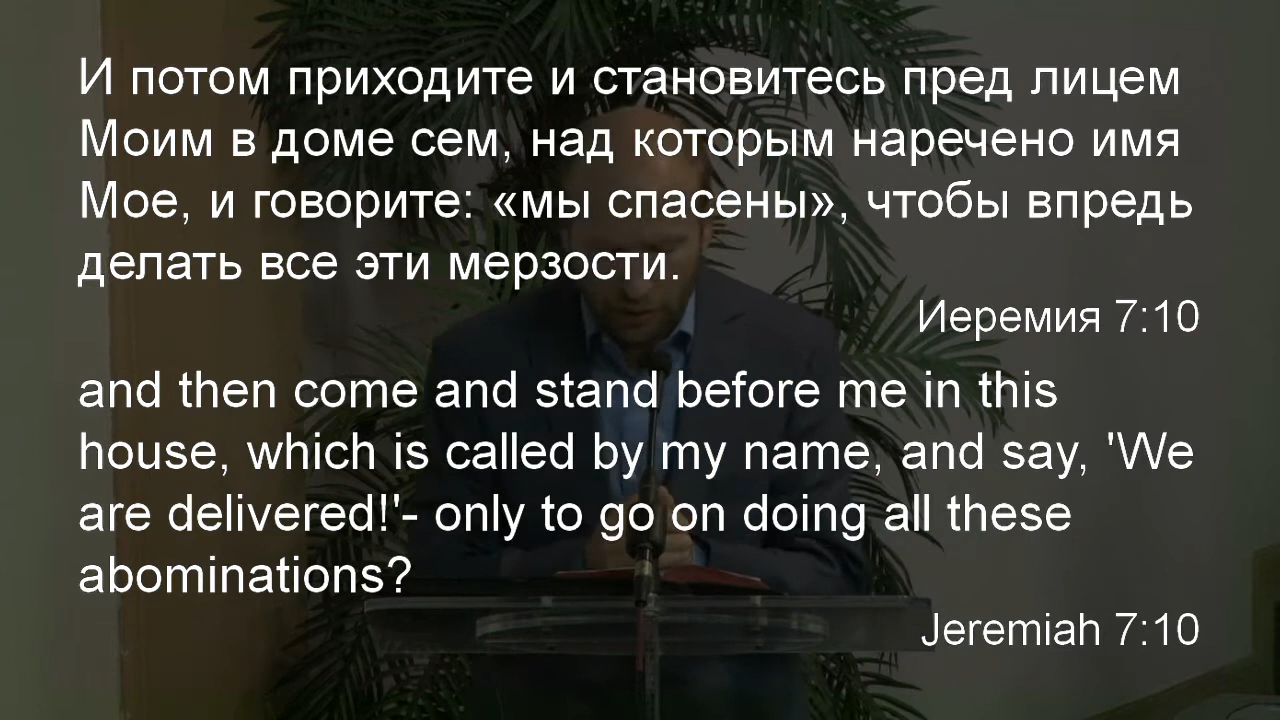 И потом приходите и становитесь пред лицем
Моим в доме сем, над которым наречено имя
Мое, и говорите: «мы спасены», чтобы впредь
делать все эти мерзости.
Иеремия 7:10
and then come and stand before me in this
house, which is called by my name, and say, 'We
are delivered!'- only to go on doing all these
abominations?
Jeremiah 7:10